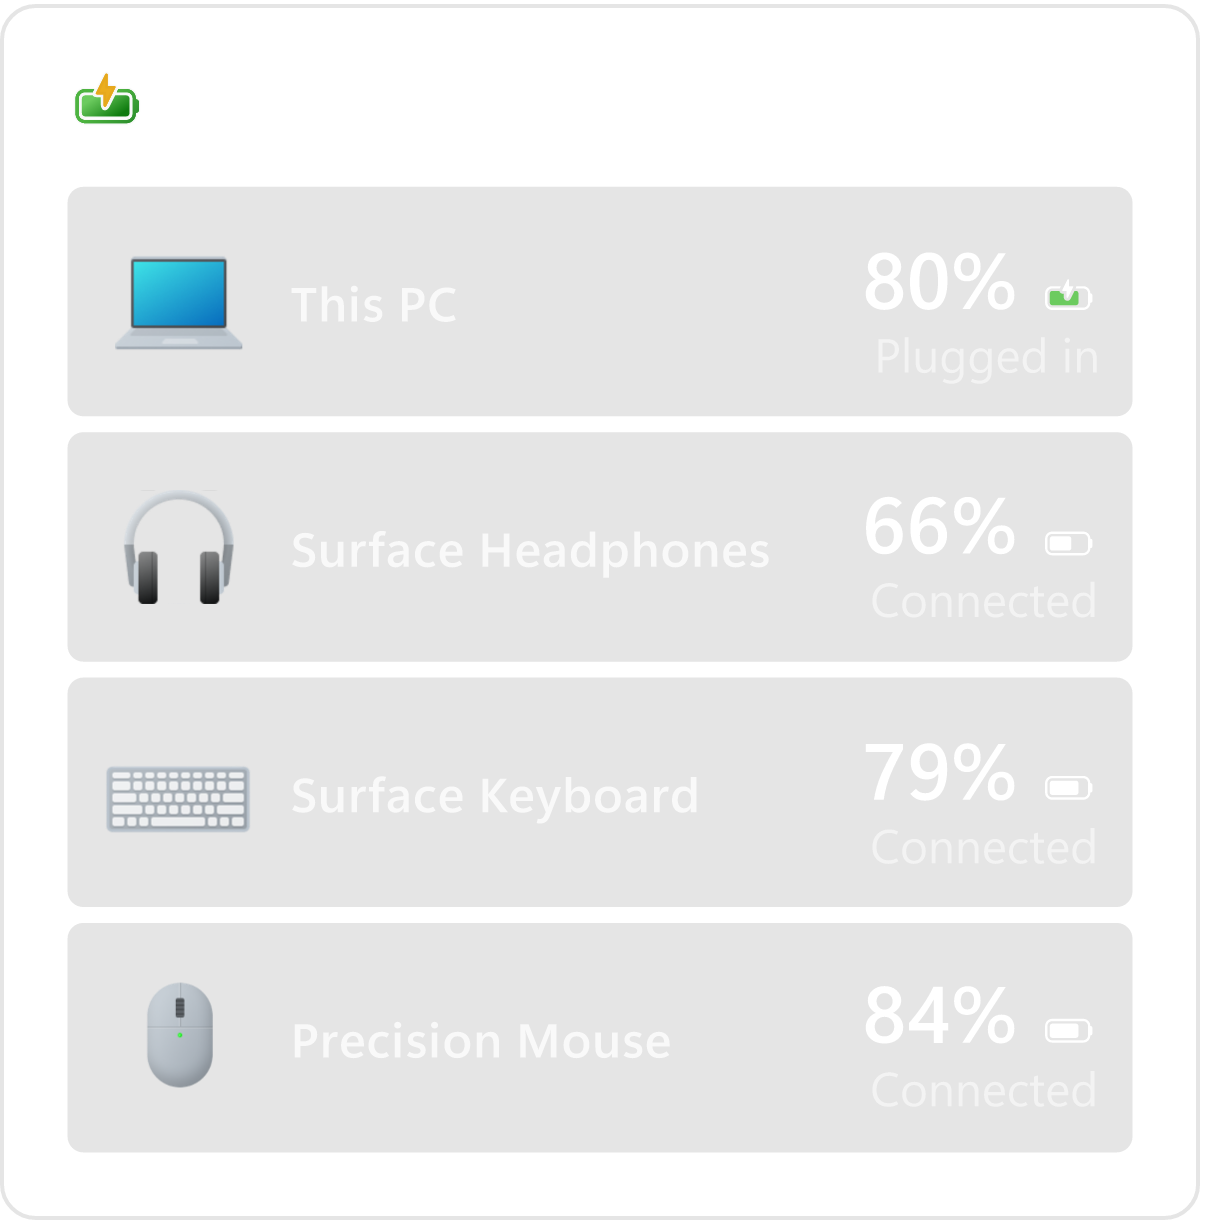 This PC
80%
Plugged in
Surface Headphones
66%
Connected
Surface Keyboard
79%
Connected
Precision Mouse
84%
Connected